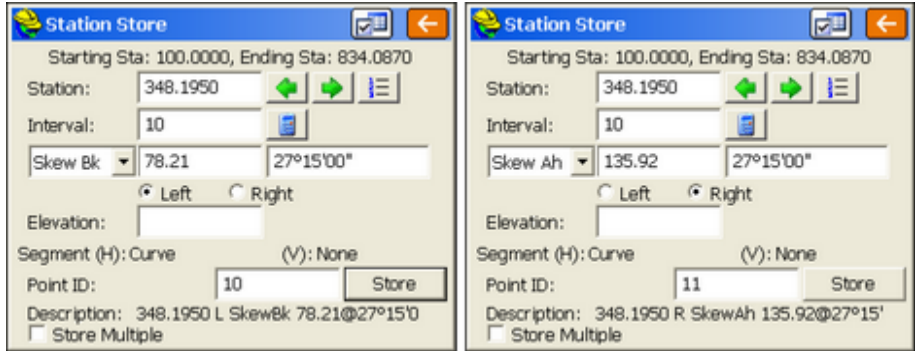 Station Store
Starting Sta: 100.0000, Ending Sta: 834.0870
Station: 348.1950
Interval: 10
Skew Bk 78.21 27°15'00"
Left Right
Elevation:
Segment (H): Curve (V): None
Point ID: 10 Store
Description: 348.1950 L SkewBk 78.21@27°15'0
Store Multiple
Station Store
Starting Sta: 100.0000, Ending Sta: 834.0870
Station: 348.1950
Interval: 10
Skew Ah 135.92 27°15'00"
Left Right
Elevation:
Segment (H): Curve (V): None
Point ID: 11 Store
Description: 348.1950 R SkewAh 135.92@27°15'
Store Multiple